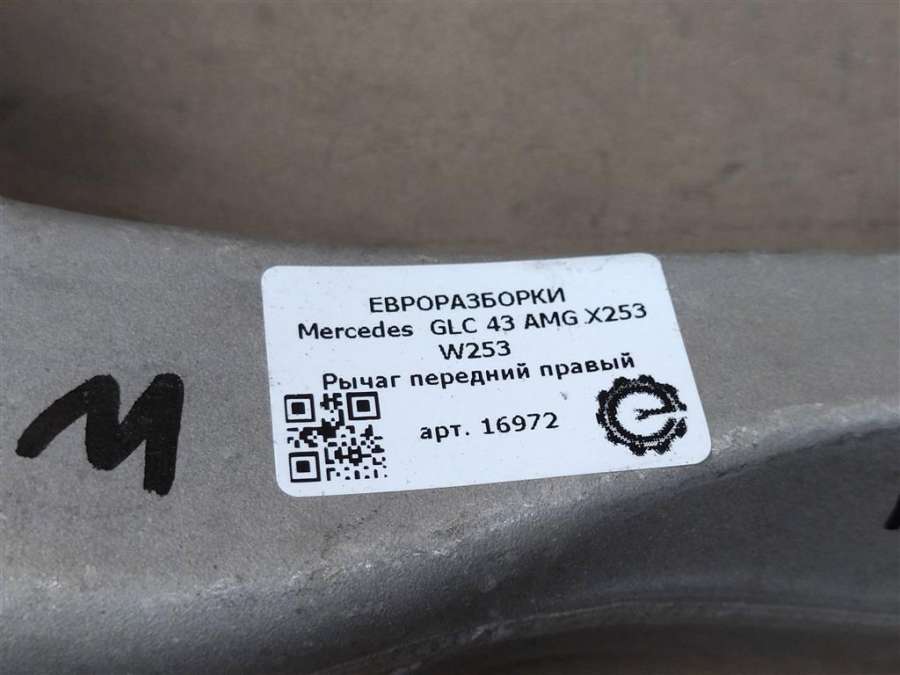 ЕВРОРАЗБОРКИ
Mercedes GLC 43 AMG X253
W253
Рычаг передний правый
арт. 16972
M